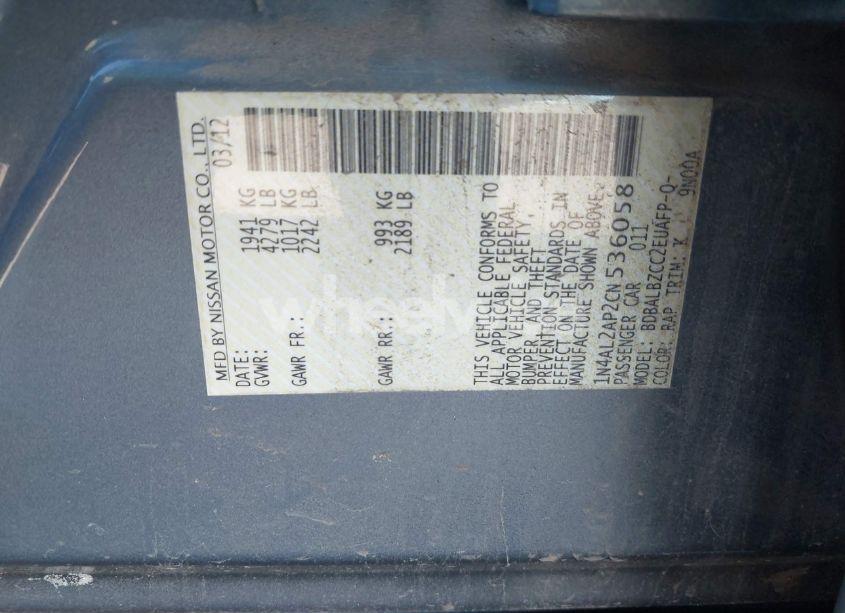 MFD BY NISSAN MOTOR CO., LTD.
DATE: 03/12
GVWR: 1941 KG
4279 LB
GAWR FR.: 1017 KG
2242 LB
GAWR RR.: 993 KG
2189 LB
THIS VEHICLE CONFORMS TO
ALL APPLICABLE FEDERAL
MOTOR VEHICLE SAFETY,
BUMPER, AND THEFT
PREVENTION STANDARDS IN
EFFECT ON THE DATE OF
MANUFACTURE SHOWN ABOVE.
1N4AL2AP2CN536058
PASSENGER CAR 011
MODEL: BDBALBZCC2EUAFP-Q-
COLOR: RAP TRIM: K 9N00A